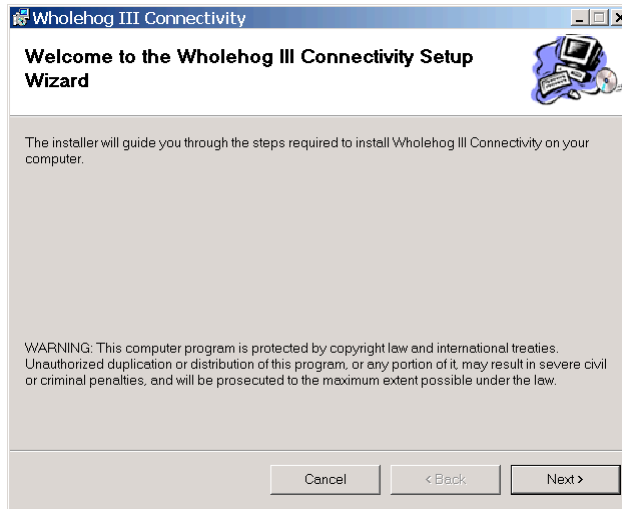 Wholehog III Connectivity
Welcome to the Wholehog III Connectivity Setup
Wizard
The installer will guide you through the steps required to install Wholehog III Connectivity on your
computer.
WARNING: This computer program is protected by copyright law and international treaties.
Unauthorized duplication or distribution of this program, or any portion of it, may result in severe civil
or criminal penalties, and will be prosecuted to the maximum extent possible under the law.
Cancel < Back Next >